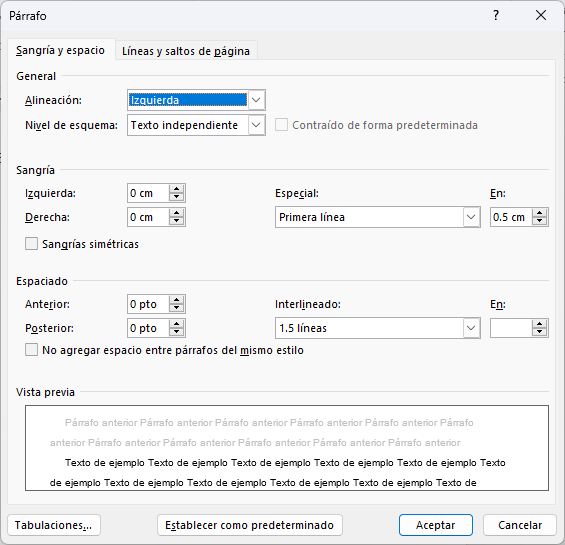 Párrafo ?
Sangría y espacio Líneas y saltos de página
General
Alineación: Izquierda
Nivel de esquema: Texto independiente Contraído de forma predeterminada
Sangría
Izquierda: 0 cm Especial: En:
Derecha: 0 cm Primera línea 0.5 cm
Sangrías simétricas
Espaciado
Anterior: 0 pto Interlineado: En:
Posterior: 0 pto 1.5 líneas
No agregar espacio entre párrafos del mismo estilo
Vista previa
Párrafo anterior Párrafo anterior Párrafo anterior Párrafo anterior Párrafo anterior Párrafo
anterior Párrafo anterior Párrafo anterior Párrafo anterior Párrafo anterior Párrafo anterior
Texto de ejemplo Texto de ejemplo Texto de ejemplo Texto de ejemplo Texto de ejemplo Texto
de ejemplo Texto de ejemplo Texto de ejemplo Texto de ejemplo Texto de ejemplo Texto de
Tabulaciones... Establecer como predeterminado Aceptar Cancelar